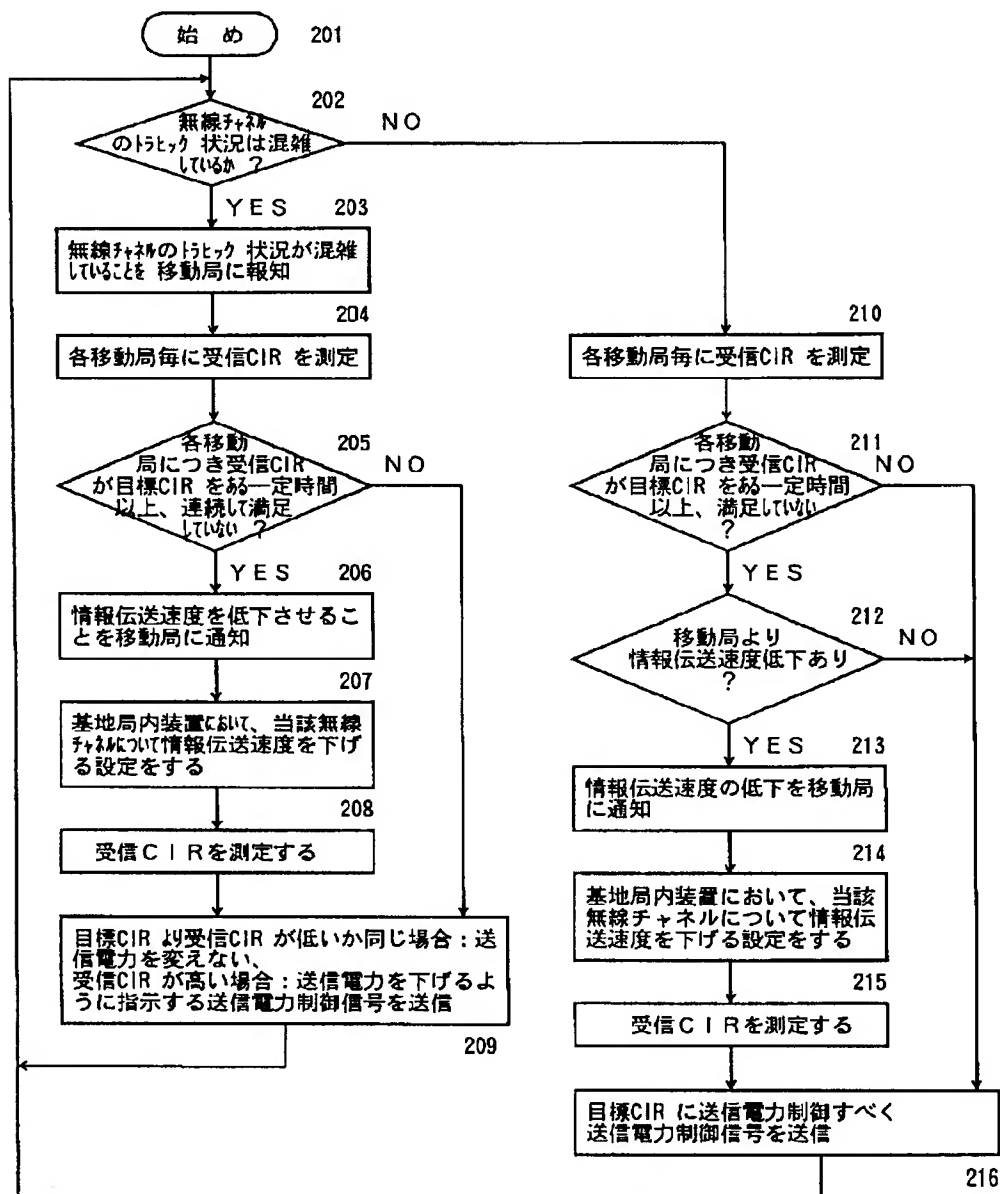 始 め
201
202
無線チャネル
のトラヒック 状況は混雑
しているか ?
NO
YES
203
無線チャネルのトラヒック 状況が混雑
していることを 移動局に報知
204
各移動局毎に受信CIR を測定
205
各移動
局につき受信CIR
が目標CIR をある一定時間
以上、連続して満足
していない ?
NO
YES
206
情報伝送速度を低下させるこ
とを移動局に通知
207
基地局内装置において、当該無線
チャネルについて情報伝送速度を下げ
る設定をする
208
受信CIRを測定する
目標CIR より受信CIR が低いか同じ場合:送
信電力を変えない、
受信CIR が高い場合:送信電力を下げるよ
うに指示する送信電力制御信号を送信
209
210
各移動局毎に受信CIR を測定
211
各移動
局につき受信CIR
が目標CIR をある一定時間
以上、満足していない
?
NO
YES
212
移動局より
情報伝送速度低下あり
?
NO
YES
213
情報伝送速度の低下を移動局
に通知
214
基地局内装置において、当該
無線チャネルについて情報伝
送速度を下げる設定をする
215
受信CIRを測定する
目標CIR に送信電力制御すべく
送信電力制御信号を送信
216